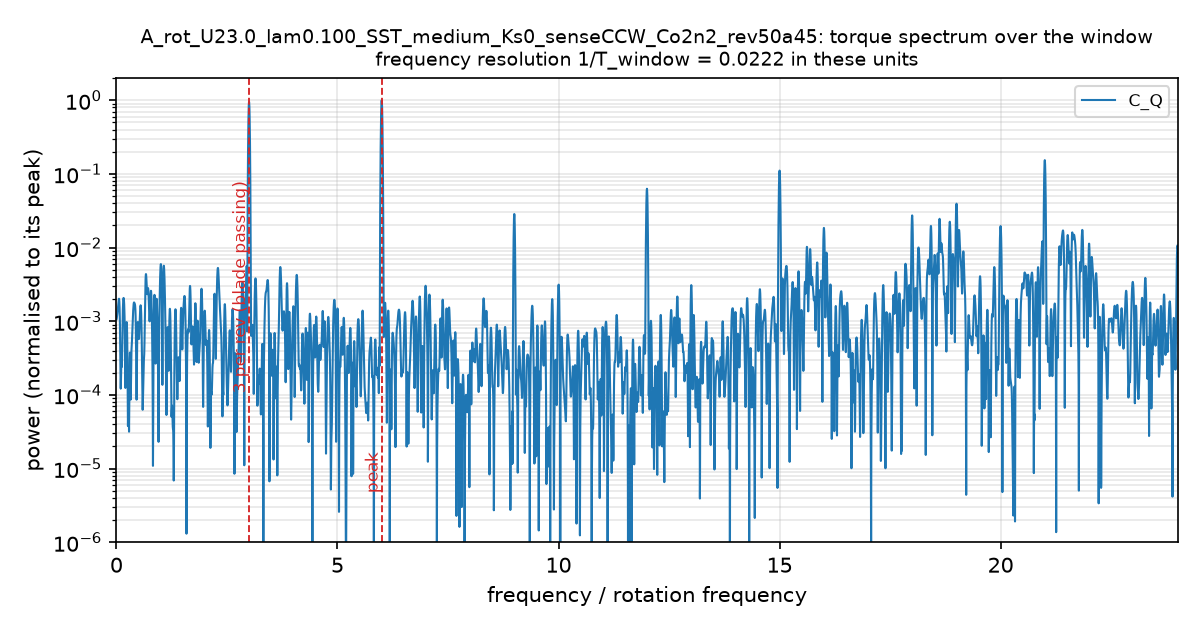 A_rot_U23.0_lam0.100_SST_medium_Ks0_senseCCW_Co2n2_rev50a45: torque spectrum over the window
frequency resolution 1/T_window = 0.0222 in these units
C_Q
power (normalised to its peak)
10⁰
10⁻¹
10⁻²
10⁻³
10⁻⁴
10⁻⁵
10⁻⁶
3 per rev (blade passing)
peak
0 5 10 15 20
frequency / rotation frequency